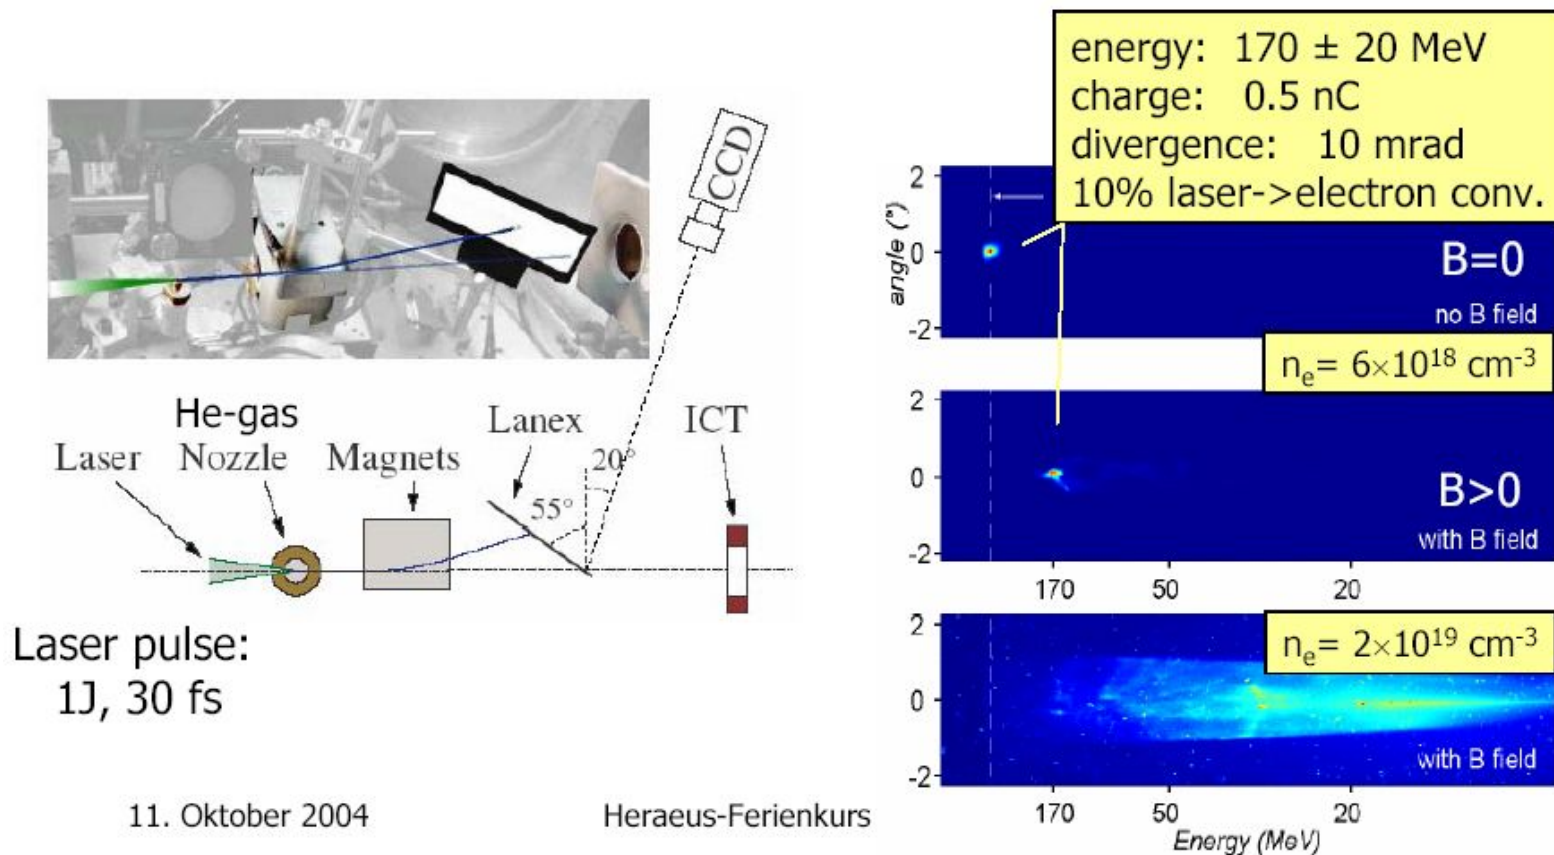 energy: 170 ± 20 MeV
charge: 0.5 nC
divergence: 10 mrad
10% laser->electron conv.
CCD
He-gas
Laser Nozzle Magnets Lanex ICT
20°
55°
Laser pulse:
1J, 30 fs
2
0
-2
angle (°)
B=0
no B field
nₑ= 6×10¹⁸ cm⁻³
2
0
-2
B>0
with B field
170 50 20
nₑ= 2×10¹⁹ cm⁻³
2
0
-2
with B field
170 50 20
Energy (MeV)
11. Oktober 2004 Heraeus-Ferienkurs